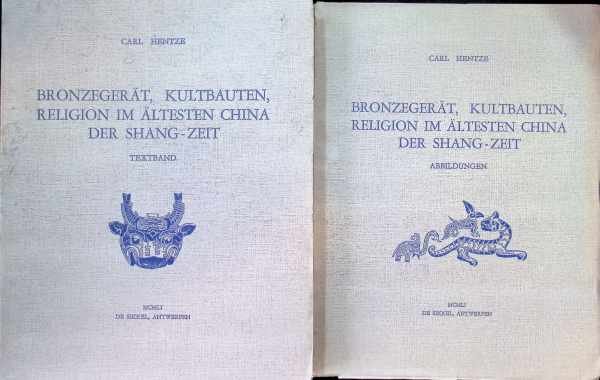 CARL HENTZE
BRONZEGERÄT, KULTBAUTEN,
RELIGION IM ÄLTESTEN CHINA
DER SHANG-ZEIT
TEXTBAND
MCMLI
DE SIKKEL, ANTWERPEN
CARL HENTZE
BRONZEGERÄT, KULTBAUTEN,
RELIGION IM ÄLTESTEN CHINA
DER SHANG-ZEIT
ABBILDUNGEN
MCMLI
DE SIKKEL, ANTWERPEN